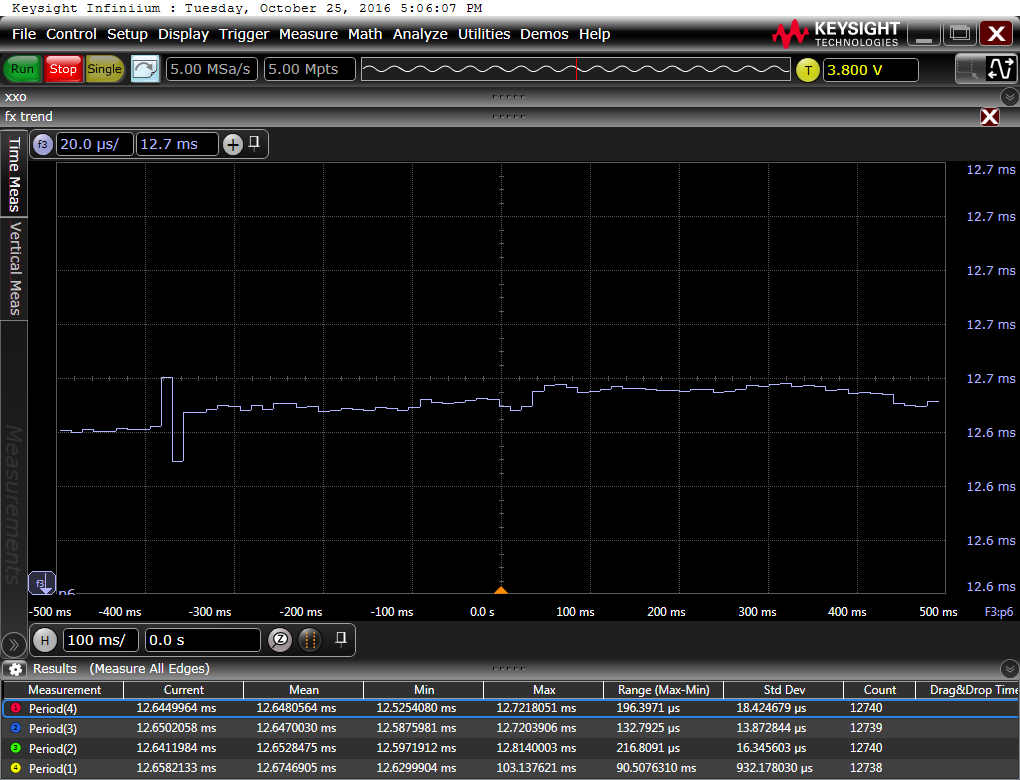 Keysight Infiniium : Tuesday, October 25, 2016 5:06:07 PM
File Control Setup Display Trigger Measure Math Analyze Utilities Demos Help
KEYSIGHT
TECHNOLOGIES
Run Stop Single 5.00 MSa/s 5.00 Mpts T 3.800 V
xxo
fx trend
Time Meas
Vertical Meas
Measurements
f3 20.0 µs/ 12.7 ms
12.7 ms
12.7 ms
12.7 ms
12.7 ms
12.7 ms
12.6 ms
12.6 ms
12.6 ms
12.6 ms
f3 p6
-500 ms -400 ms -300 ms -200 ms -100 ms 0.0 s 100 ms 200 ms 300 ms 400 ms 500 ms F3:p6
H 100 ms/ 0.0 s
Results (Measure All Edges)
Measurement Current Mean Min Max Range (Max-Min) Std Dev Count Drag&Drop Time
Period(4) 12.6449964 ms 12.6480564 ms 12.5254080 ms 12.7218051 ms 196.3971 µs 18.424679 µs 12740
2 Period(3) 12.6502058 ms 12.6470030 ms 12.5875981 ms 12.7203906 ms 132.7925 µs 13.872844 µs 12739
3 Period(2) 12.6411984 ms 12.6528475 ms 12.5971912 ms 12.8140003 ms 216.8091 µs 16.345603 µs 12740
4 Period(1) 12.6582133 ms 12.6746905 ms 12.6299904 ms 103.137621 ms 90.5076310 ms 932.178030 µs 12738